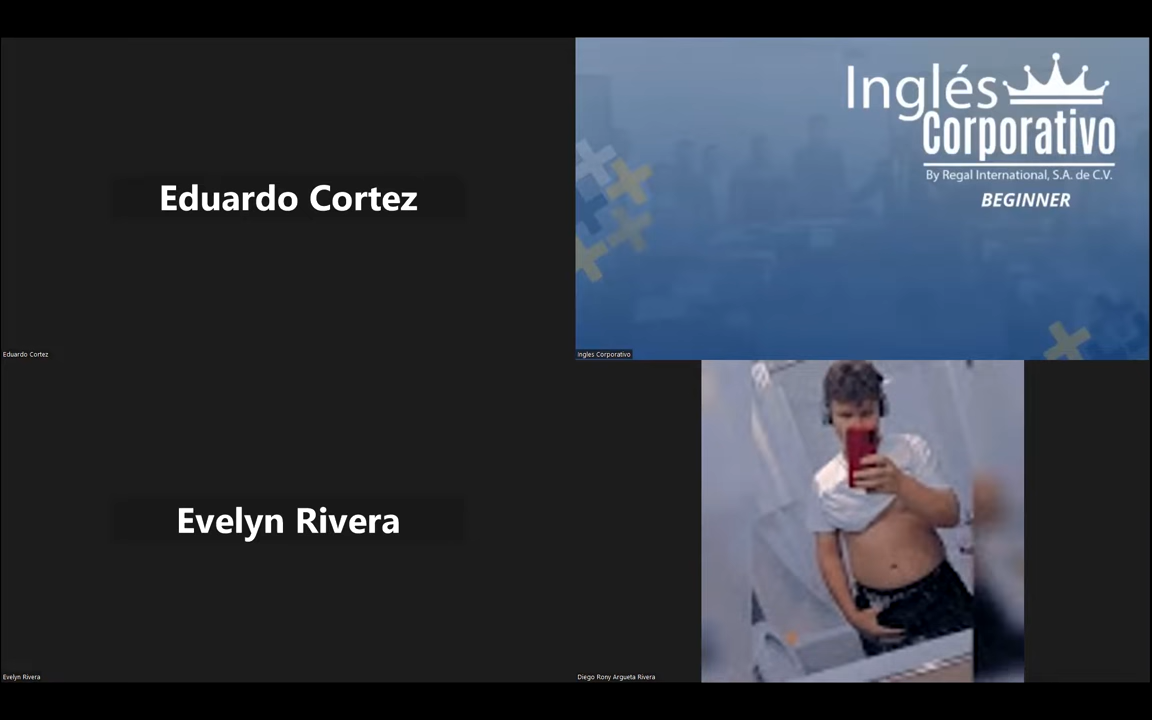 Eduardo Cortez
Eduardo Cortez
Inglés
Corporativo
By Regal International, S.A. de C.V.
BEGINNER
Ingles Corporativo
Evelyn Rivera
Evelyn Rivera
Diego Rony Argueta Rivera